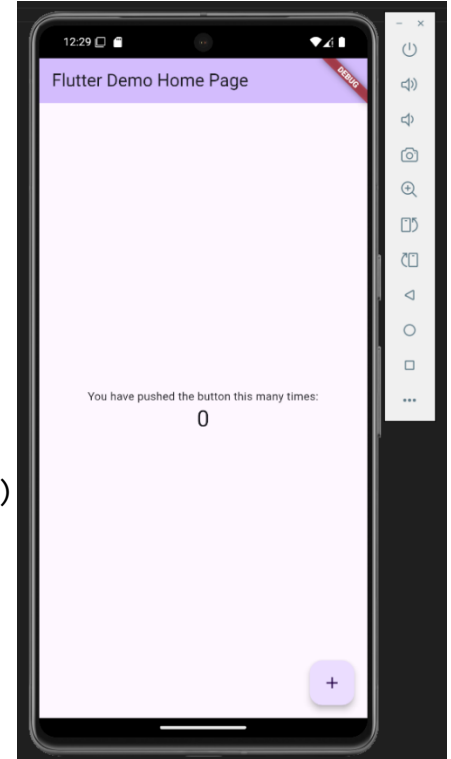 12:29
DEBUG
Flutter Demo Home Page
You have pushed the button this many times:
0
)
+